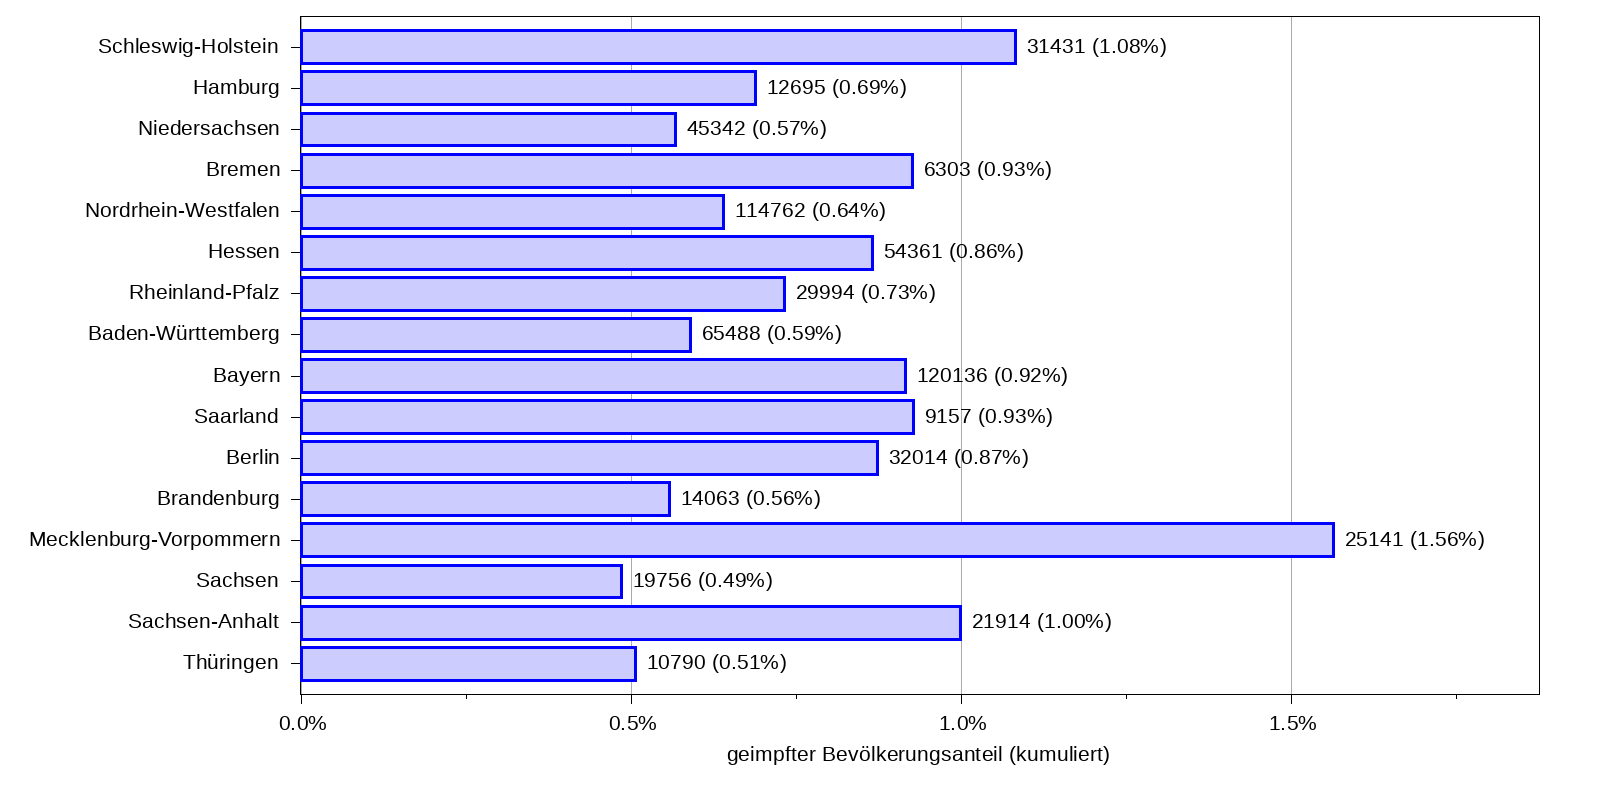 Schleswig-Holstein 31431 (1.08%)
Hamburg 12695 (0.69%)
Niedersachsen 45342 (0.57%)
Bremen 6303 (0.93%)
Nordrhein-Westfalen 114762 (0.64%)
Hessen 54361 (0.86%)
Rheinland-Pfalz 29994 (0.73%)
Baden-Württemberg 65488 (0.59%)
Bayern 120136 (0.92%)
Saarland 9157 (0.93%)
Berlin 32014 (0.87%)
Brandenburg 14063 (0.56%)
Mecklenburg-Vorpommern 25141 (1.56%)
Sachsen 19756 (0.49%)
Sachsen-Anhalt 21914 (1.00%)
Thüringen 10790 (0.51%)
0.0% 0.5% 1.0% 1.5%
geimpfter Bevölkerungsanteil (kumuliert)